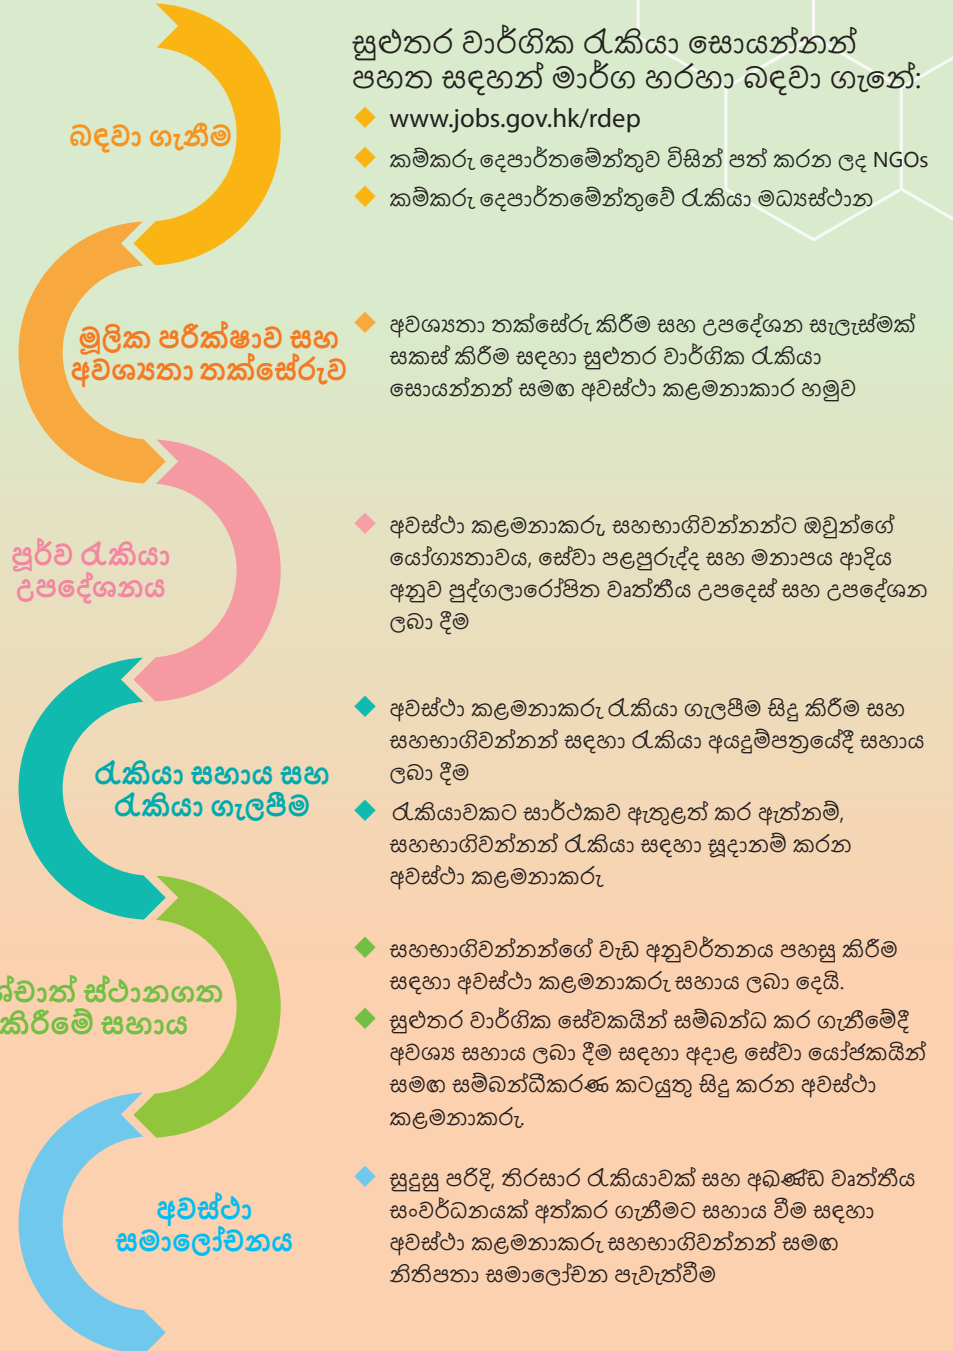 සුළුතර වාර්ගික රැකියා සොයන්නන්
පහත සඳහන් මාර්ග හරහා බඳවා ගැනේ:
බඳවා ගැනීම
◆ www.jobs.gov.hk/rdep
◆ කම්කරු දෙපාර්තමේන්තුව විසින් පත් කරන ලද NGOs
◆ කම්කරු දෙපාර්තමේන්තුවේ රැකියා මධ්‍යස්ථාන
මූලික පරීක්ෂාව සහ
අවශ්‍යතා තක්සේරුව
◆ අවශ්‍යතා තක්සේරු කිරීම සහ උපදේශන සැලැස්මක්
සකස් කිරීම සඳහා සුළුතර වාර්ගික රැකියා
සොයන්නන් සමඟ අවස්ථා කළමනාකාර හමුව
පූර්ව රැකියා
උපදේශනය
◆ අවස්ථා කළමනාකරු, සහභාගිවන්නන්ට ඔවුන්ගේ
යෝග්‍යතාවය, සේවා පළපුරුද්ද සහ මනාපය ආදිය
අනුව පුද්ගලාරෝපිත වෘත්තීය උපදෙස් සහ උපදේශන
ලබා දීම
රැකියා සහාය සහ
රැකියා ගැලපීම
◆ අවස්ථා කළමනාකරු රැකියා ගැලපීම සිදු කිරීම සහ
සහභාගිවන්නන් සඳහා රැකියා අයදුම්පත්‍රයේදී සහාය
ලබා දීම
◆ රැකියාවකට සාර්ථකව ඇතුළත් කර ඇත්නම්,
සහභාගිවන්නන් රැකියා සඳහා සූදානම් කරන
අවස්ථා කළමනාකරු
ශ්චාත් ස්ථානගත
කිරීමේ සහාය
◆ සහභාගිවන්නන්ගේ වැඩ අනුවර්තනය පහසු කිරීම
සඳහා අවස්ථා කළමනාකරු සහාය ලබා දෙයි.
◆ සුළුතර වාර්ගික සේවකයින් සම්බන්ධ කර ගැනීමේදී
අවශ්‍ය සහාය ලබා දීම සඳහා අදාළ සේවා යෝජකයින්
සමඟ සම්බන්ධීකරණ කටයුතු සිදු කරන අවස්ථා
කළමනාකරු.
අවස්ථා
සමාලෝචනය
◆ සුදුසු පරිදි, තිරසාර රැකියාවක් සහ අඛණ්ඩ වෘත්තීය
සංවර්ධනයක් අත්කර ගැනීමට සහාය වීම සඳහා
අවස්ථා කළමනාකරු සහභාගිවන්නන් සමඟ
නිතිපතා සමාලෝචන පැවැත්වීම